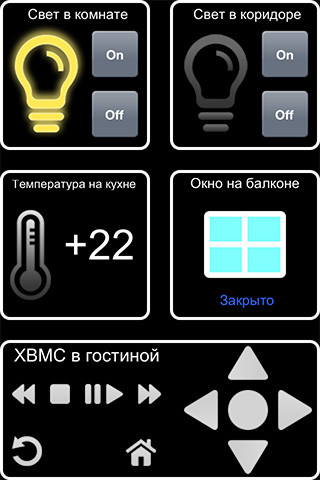 Свет в комнате
On
Off
Свет в коридоре
On
Off
Температура на кухне
+22
Окно на балконе
Закрыто
XBMC в гостиной